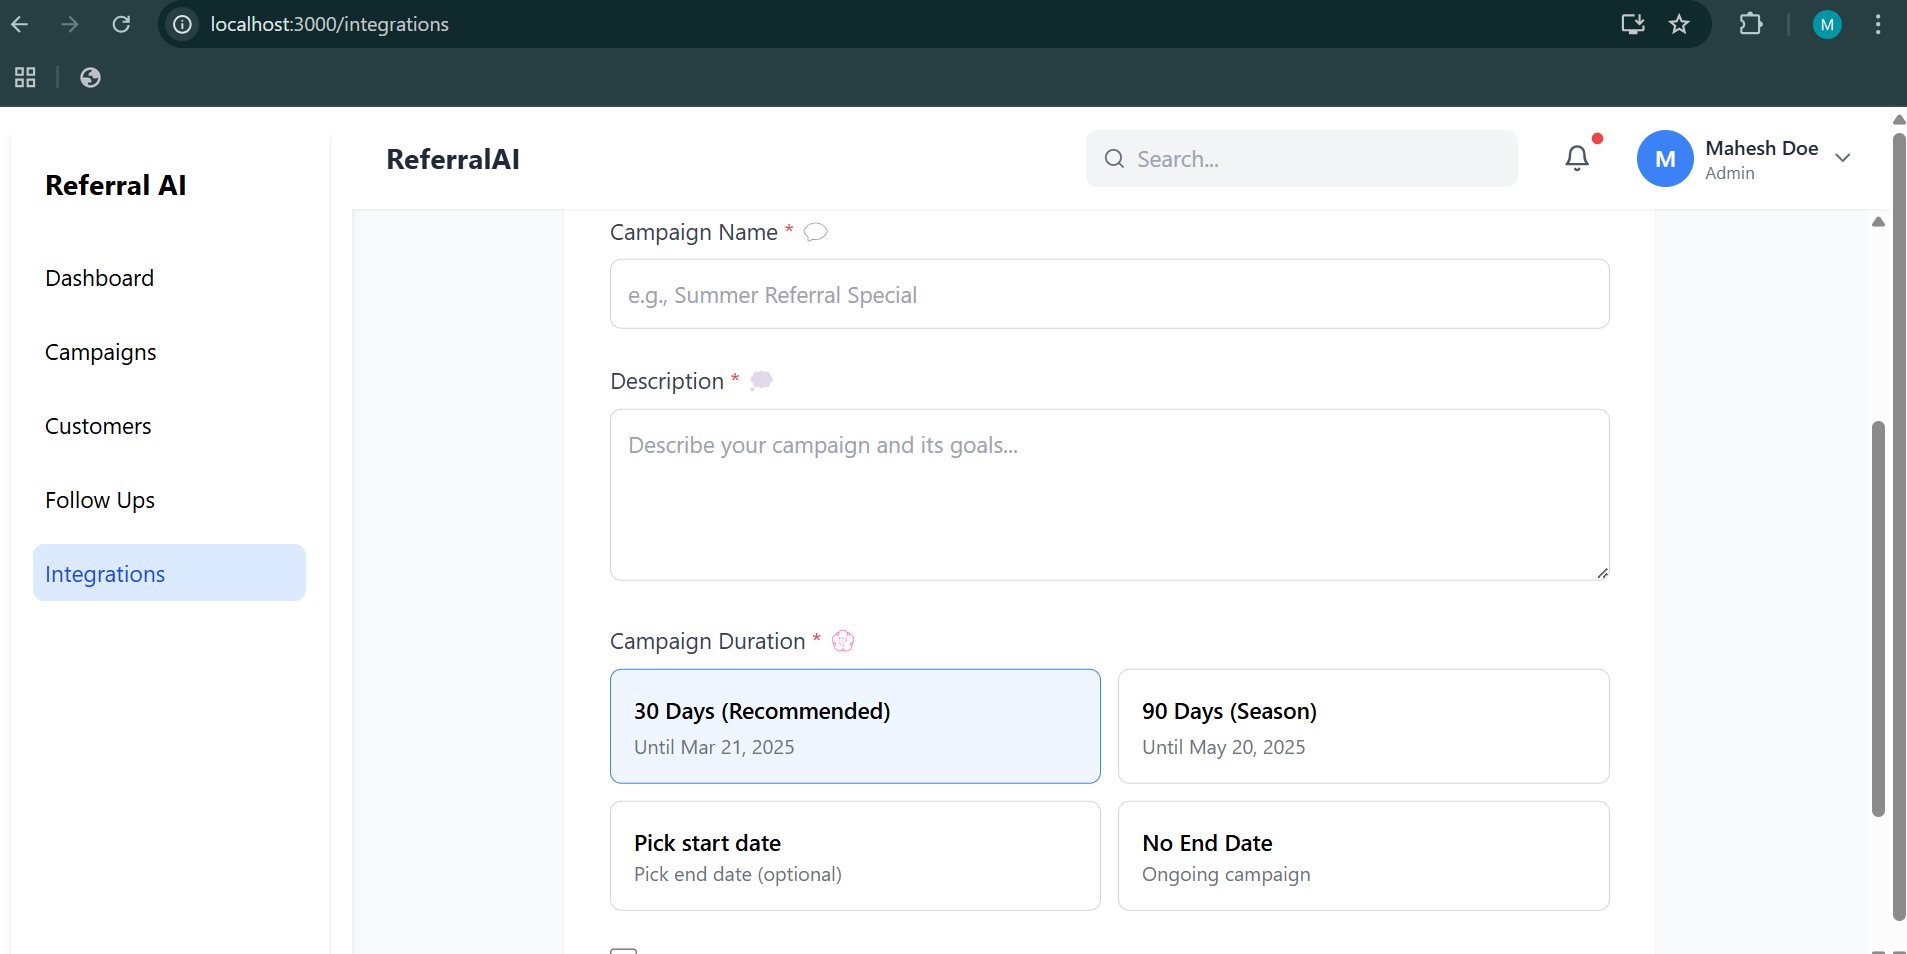 localhost:3000/integrations
M
Referral AI
Dashboard
Campaigns
Customers
Follow Ups
Integrations
ReferralAI
Search...
M
Mahesh Doe
Admin
Campaign Name *
e.g., Summer Referral Special
Description *
Describe your campaign and its goals...
Campaign Duration *
30 Days (Recommended)
Until Mar 21, 2025
90 Days (Season)
Until May 20, 2025
Pick start date
Pick end date (optional)
No End Date
Ongoing campaign